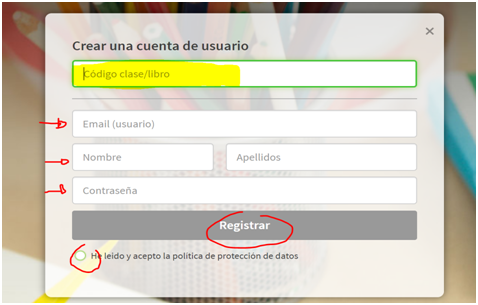 Crear una cuenta de usuario
Código clase/libro
Email (usuario)
Nombre Apellidos
Contraseña
Registrar
He leído y acepto la política de protección de datos